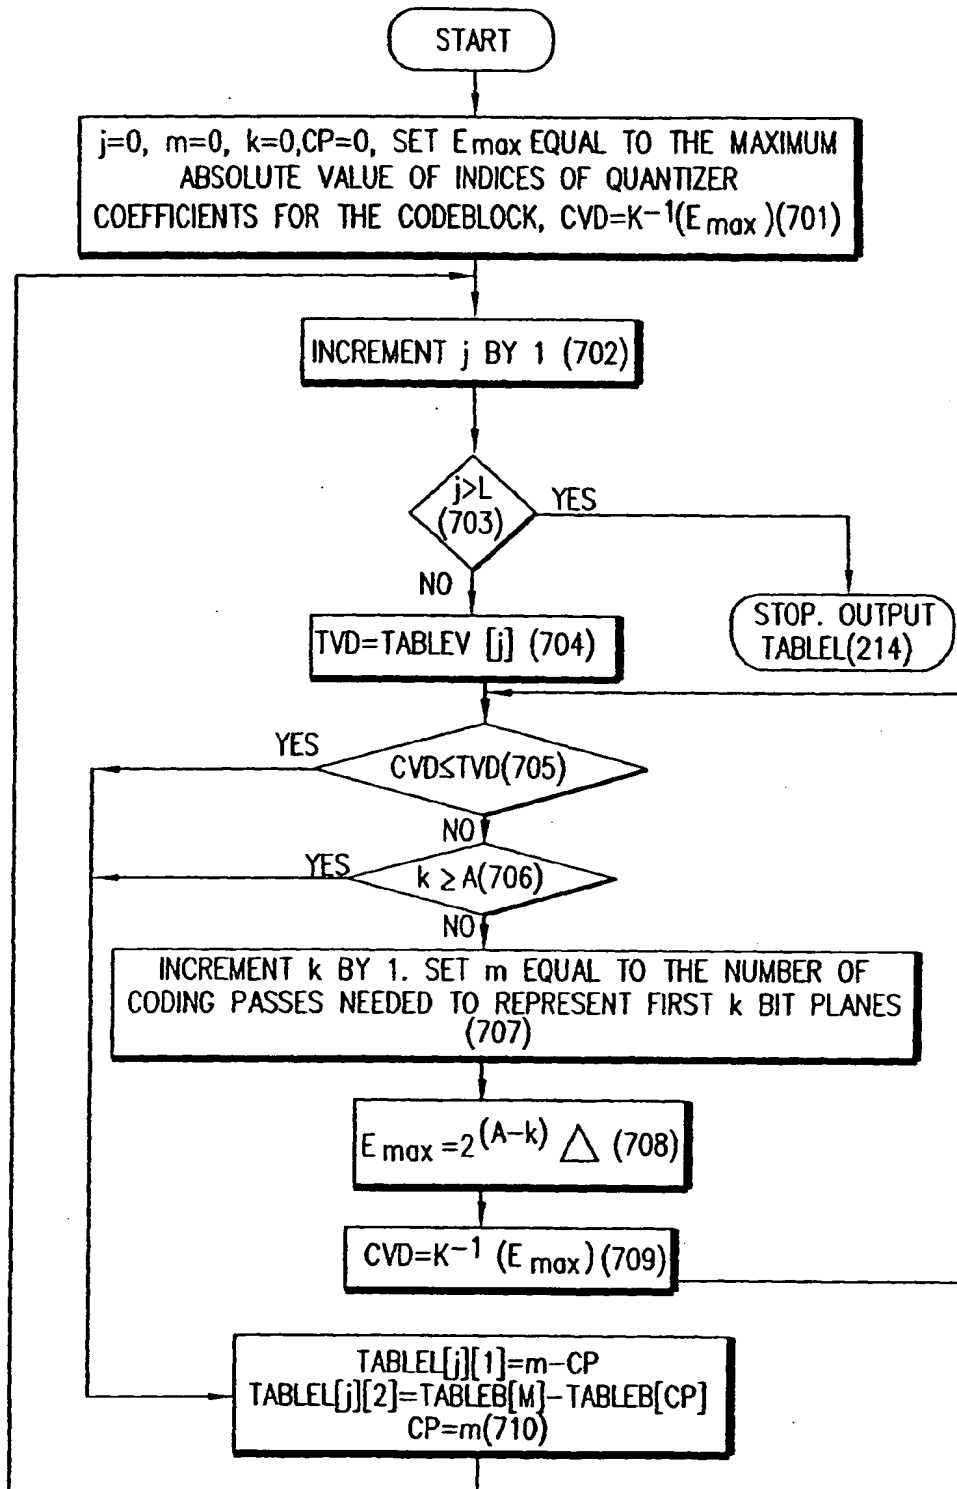 START
j=0, m=0, k=0,CP=0, SET Emax EQUAL TO THE MAXIMUM
ABSOLUTE VALUE OF INDICES OF QUANTIZER
COEFFICIENTS FOR THE CODEBLOCK, CVD=K⁻¹(Emax)(701)
INCREMENT j BY 1 (702)
j>L
(703)
YES
NO
STOP. OUTPUT
TABLEL(214)
TVD=TABLEV [j] (704)
YES
CVD≤TVD(705)
NO
YES
k ≥ A(706)
NO
INCREMENT k BY 1. SET m EQUAL TO THE NUMBER OF
CODING PASSES NEEDED TO REPRESENT FIRST k BIT PLANES
(707)
Emax=2^(A-k) △ (708)
CVD=K⁻¹ (Emax)(709)
TABLEL[j][1]=m-CP
TABLEL[j][2]=TABLEB[M]-TABLEB[CP]
CP=m(710)